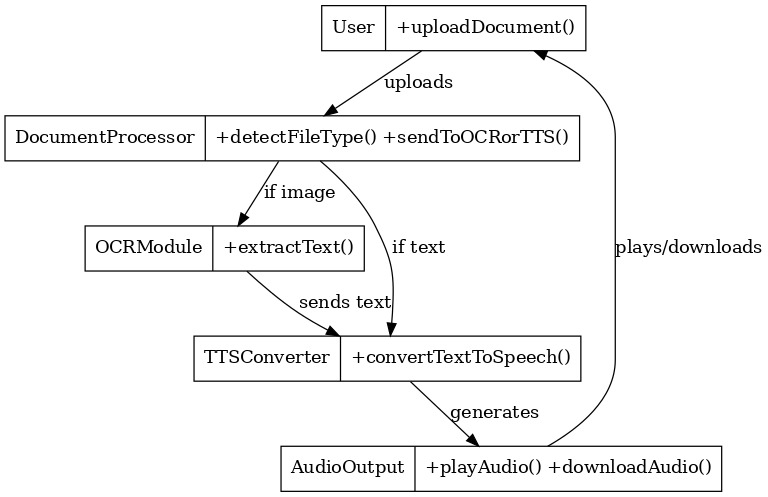 User +uploadDocument()
uploads
DocumentProcessor +detectFileType() +sendToOCRorTTS()
if image
OCRModule +extractText()
if text
plays/downloads
sends text
TTSConverter +convertTextToSpeech()
generates
AudioOutput +playAudio() +downloadAudio()